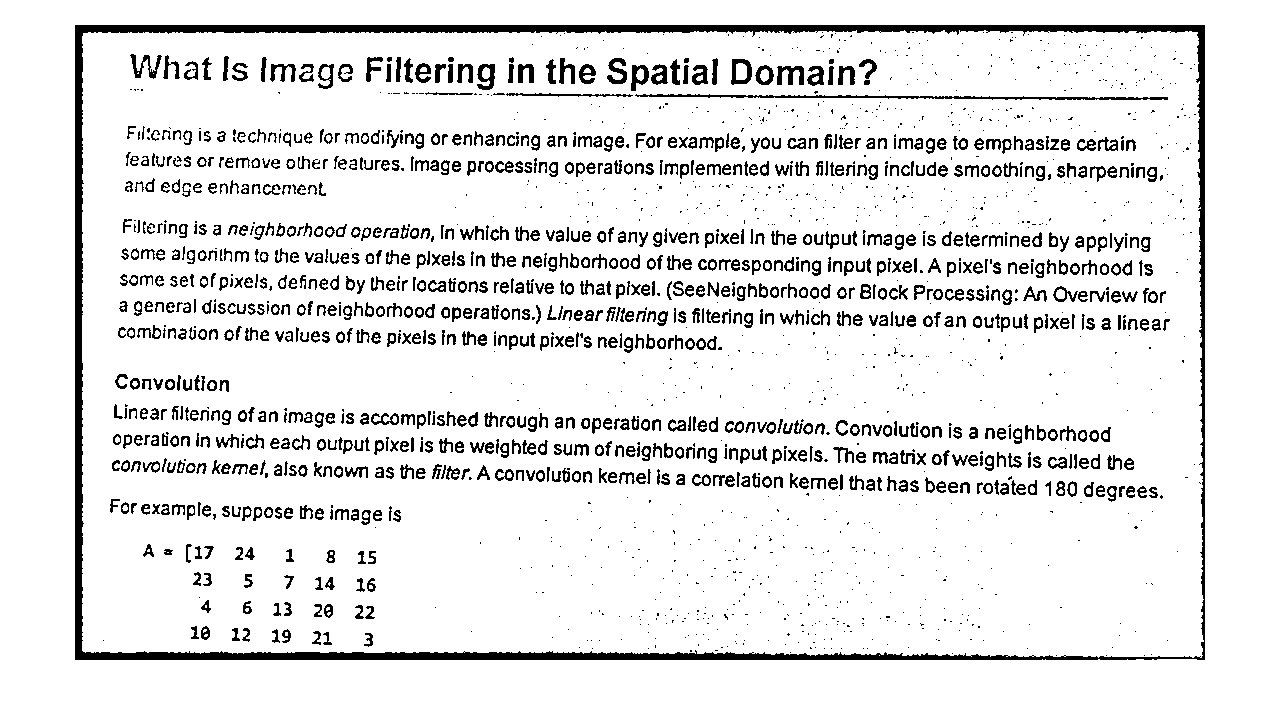 What Is Image Filtering in the Spatial Domain?
Filtering is a technique for modifying or enhancing an image. For example, you can filter an image to emphasize certain
features or remove other features. Image processing operations implemented with filtering include smoothing, sharpening,
and edge enhancement.
Filtering is a neighborhood operation, in which the value of any given pixel in the output image is determined by applying
some algorithm to the values of the pixels in the neighborhood of the corresponding input pixel. A pixel's neighborhood is
some set of pixels, defined by their locations relative to that pixel. (SeeNeighborhood or Block Processing: An Overview for
a general discussion of neighborhood operations.) Linear filtering is filtering in which the value of an output pixel is a linear
combination of the values of the pixels in the input pixel's neighborhood.
Convolution
Linear filtering of an image is accomplished through an operation called convolution. Convolution is a neighborhood
operation in which each output pixel is the weighted sum of neighboring input pixels. The matrix of weights is called the
convolution kernel, also known as the filter. A convolution kernel is a correlation kernel that has been rotated 180 degrees.
For example, suppose the image is
A = [17 24 1 8 15
23 5 7 14 16
4 6 13 20 22
10 12 19 21 3